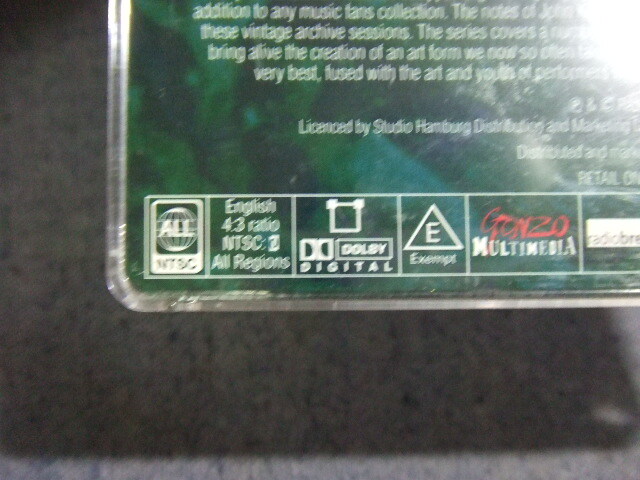 addition to any music fans collection. The notes of John
these vintage archive sessions. The series covers a
bring alive the creation of an art form we now so often
very best, fused with the art and youth of performers
Licenced by Studio Hamburg Distribution and Marketing
Distributed and
RETAIL
ALL
NTSC
English
4:3 ratio
NTSC:
All Regions
DOLBY
DIGITAL
E
Exempt
GONZO
MULTIMEDIA